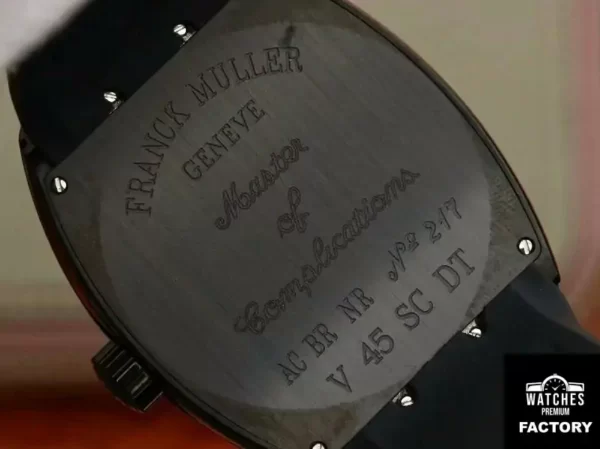 FRANCK MULLER
GENEVE
Master
of
Complications
AC BR NR Nº 217
V 45 SC DT
WATCHES
PREMIUM
FACTORY